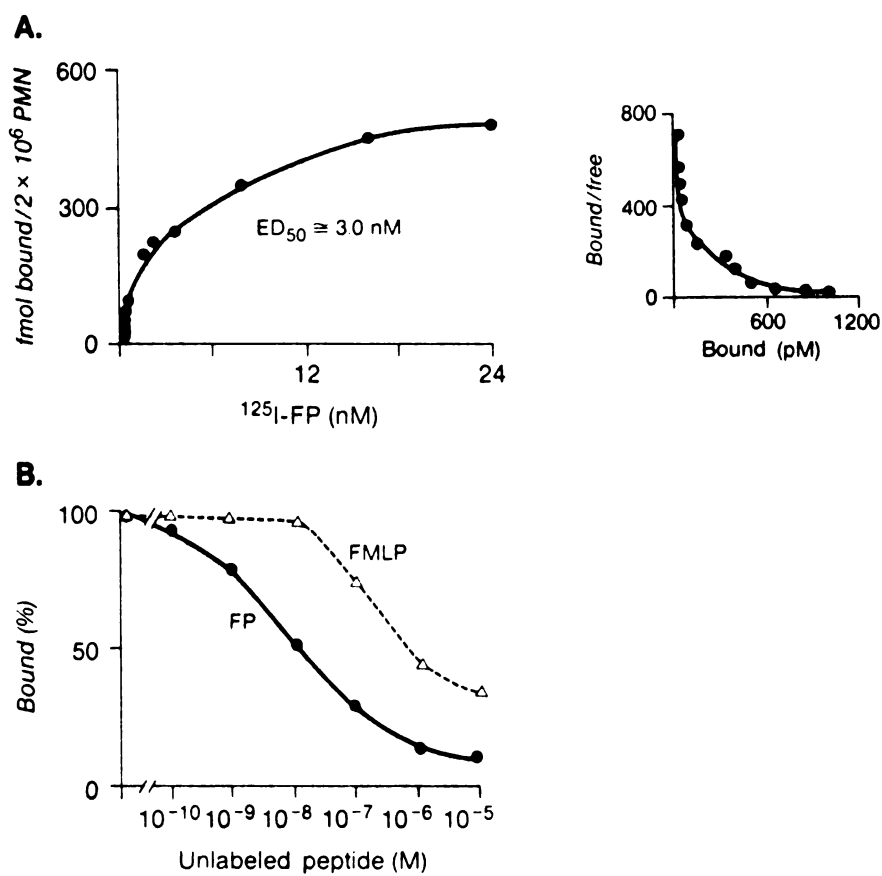 A.
fmol bound/2 × 10⁶ PMN
600
300
0
ED₅₀ ≅ 3.0 nM
12
24
¹²⁵I-FP (nM)
Bound/free
800
400
0
600
1200
Bound (pM)
B.
Bound (%)
100
50
0
FMLP
FP
10⁻¹⁰ 10⁻⁹ 10⁻⁸ 10⁻⁷ 10⁻⁶ 10⁻⁵
Unlabeled peptide (M)